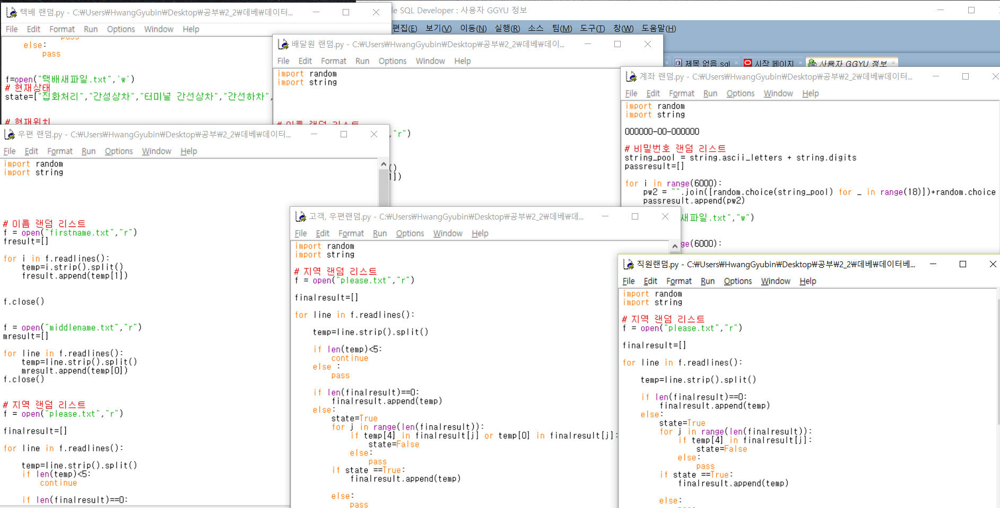 택배 랜덤.py - C:\Users\HwangGyubin\Desktop\공부\2_2\데베\데이터...
File Edit Format Run Options Window Help
pass
else:
pass
f=open("택배새파일.txt",'w')
# 현재상태
state=["집화처리","간성상차","터미널 간선상차","간선하차",
# 현재위치
le SQL Developer : 사용자 GGYU 정보
편집(E) 보기(V) 이동(N) 실행(R) 소스 팀(M) 도구(T) 창(W) 도움말(H)
제목 없음.sql
시작 페이지
사용자 GGYU 정보
배달원 랜덤.py - C:\Users\HwangGyubin\Desktop\공부\2_2\데베\데이...
File Edit Format Run Options Window Help
import random
import string
# 이름 랜덤 리스트
,"r")
()
1])
계좌 랜덤.py - C:\Users\HwangGyubin\Desktop\공부\2_2\데베\데이터...
File Edit Format Run Options Window Help
import random
import string
000000-00-000000
# 비밀번호 랜덤 리스트
string_pool = string.ascii_letters + string.digits
passresult=[]
for i in range(6000):
pw2 = "".join([random.choice(string_pool) for _ in range(18)])+random.choice
passresult.append(pw2)
새파일.txt","w")
ge(6000):
우편 랜덤.py - C:\Users\HwangGyubin\Desktop\공부\2_2\데베\데이터...
File Edit Format Run Options Window Help
import random
import string
# 이름 랜덤 리스트
f = open("firstname.txt","r")
fresult=[]
for i in f.readlines():
temp=i.strip().split()
fresult.append(temp[1])
f.close()
f = open("middlename.txt","r")
mresult=[]
for line in f.readlines():
temp=line.strip().split()
mresult.append(temp[0])
f.close()
# 지역 랜덤 리스트
f = open("please.txt","r")
finalresult=[]
for line in f.readlines():
temp=line.strip().split()
if len(temp)<5:
continue
if len(finalresult)==0:
고객, 우편랜덤.py - C:\Users\HwangGyubin\Desktop\공부\2_2\데베\데...
File Edit Format Run Options Window Help
import random
import string
# 지역 랜덤 리스트
f = open("please.txt","r")
finalresult=[]
for line in f.readlines():
temp=line.strip().split()
if len(temp)<5:
continue
else :
pass
if len(finalresult)==0:
finalresult.append(temp)
else:
state=True
for j in range(len(finalresult)):
if temp[4] in finalresult[j] or temp[0] in finalresult[j]:
state=False
else:
pass
if state ==True:
finalresult.append(temp)
else:
pass
직원랜덤.py - C:\Users\HwangGyubin\Desktop\공부\2_2\데베\데이터베...
File Edit Format Run Options Window Help
import random
import string
# 지역 랜덤 리스트
f = open("please.txt","r")
finalresult=[]
for line in f.readlines():
temp=line.strip().split()
if len(finalresult)==0:
finalresult.append(temp)
else:
state=True
for j in range(len(finalresult)):
if temp[4] in finalresult[j]:
state=False
else:
pass
if state ==True:
finalresult.append(temp)
else: